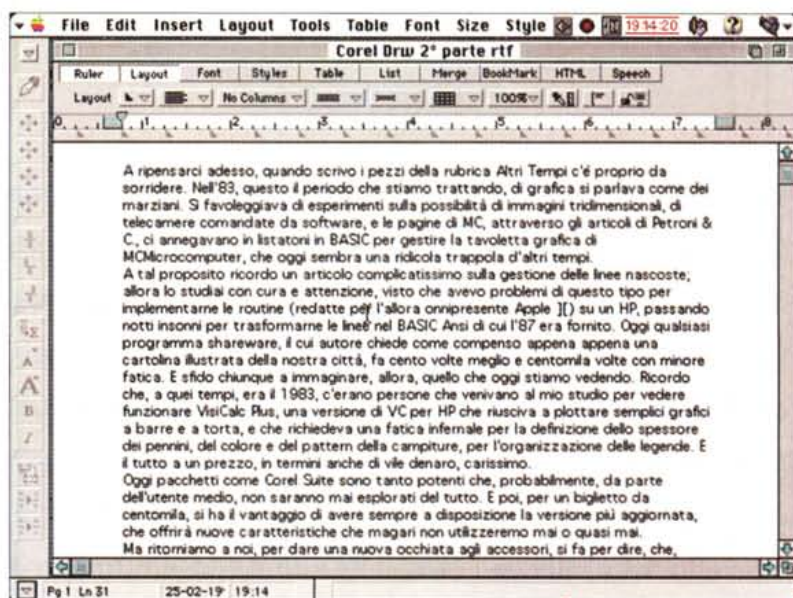 File Edit Insert Layout Tools Table Font Size Style 19:14:20
Corel Drw 2° parte rtf
Ruler Layout Font Styles Table List Merge BookMark HTML Speech
Layout No Columns 100%
0 1 2 3 4 5 6 7 8
A ripensarci adesso, quando scrivo i pezzi della rubrica Altri Tempi c'é proprio da
sorridere. Nell'83, questo il periodo che stiamo trattando, di grafica si parlava come dei
marziani. Si favoleggiava di esperimenti sulla possibilitá di immagini tridimensionali, di
telecamere comandate da software, e le pagine di MC, attraverso gli articoli di Petroni &
C., ci annegavano in listatoni in BASIC per gestire la tavoletta grafica di
MCMicrocomputer, che oggi sembra una ridicola trappola d'altri tempi.
A tal proposito ricordo un articolo complicatissimo sulla gestione delle linee nascoste;
allora lo studiai con cura e attenzione, visto che avevo problemi di questo tipo per
implementarne le routine (redatte per l'allora onnipresente Apple ][) su un HP, passando
notti insonni per trasformarne le linee nel BASIC Ansi di cui l'87 era fornito. Oggi qualsiasi
programma shareware, il cui autore chiede come compenso appena appena una
cartolina illustrata della nostra cittá, fa cento volte meglio e centomila volte con minore
fatica. E sfido chiunque a immaginare, allora, quello che oggi stiamo vedendo. Ricordo
che, a quei tempi, era il 1983, c'erano persone che venivano al mio studio per vedere
funzionare VisiCalc Plus, una versione di VC per HP che riusciva a plottare semplici grafici
a barre e a torta, e che richiedeva una fatica infernale per la definizione dello spessore
dei pennini, del colore e del pattern della campiture, per l'organizzazione delle legende. E
il tutto a un prezzo, in termini anche di vile denaro, carissimo.
Oggi pacchetti come Corel Suite sono tanto potenti che, probabilmente, da parte
dell'utente medio, non saranno mai esplorati del tutto. E poi, per un biglietto da
centomila, si ha il vantaggio di avere sempre a disposizione la versione piú aggiornata,
che offrirá nuove caratteristiche che magari non utilizzeremo mai o quasi mai.
Ma ritorniamo a noi, per dare una nuova occhiata agli accessori, si fa per dire, che,
Pg 1 Ln 31 25-02-19 19:14